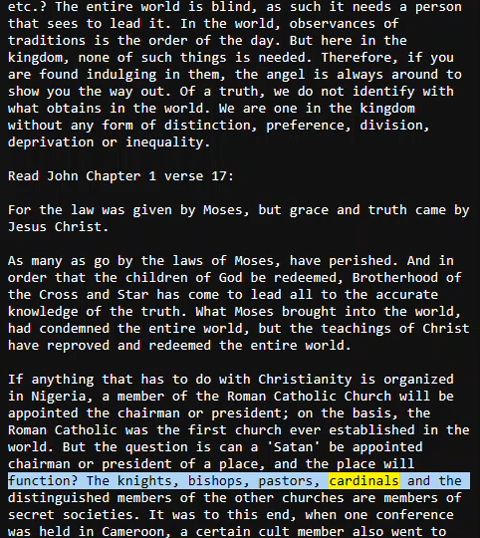 etc.? The entire world is blind, as such it needs a person
that sees to lead it. In the world, observances of
traditions is the order of the day. But here in the
kingdom, none of such things is needed. Therefore, if you
are found indulging in them, the angel is always around to
show you the way out. Of a truth, we do not identify with
what obtains in the world. We are one in the kingdom
without any form of distinction, preference, division,
deprivation or inequality.
Read John Chapter 1 verse 17:
For the law was given by Moses, but grace and truth came by
Jesus Christ.
As many as go by the laws of Moses, have perished. And in
order that the children of God be redeemed, Brotherhood of
the Cross and Star has come to lead all to the accurate
knowledge of the truth. What Moses brought into the world,
had condemned the entire world, but the teachings of Christ
have reproved and redeemed the entire world.
If anything that has to do with Christianity is organized
in Nigeria, a member of the Roman Catholic Church will be
appointed the chairman or president; on the basis, the
Roman Catholic was the first church ever established in the
world. But the question is can a 'Satan' be appointed
chairman or president of a place, and the place will
function? The knights, bishops, pastors, cardinals and the
distinguished members of the other churches are members of
secret societies. It was to this end, when one conference
was held in Cameroon, a certain cult member also went to